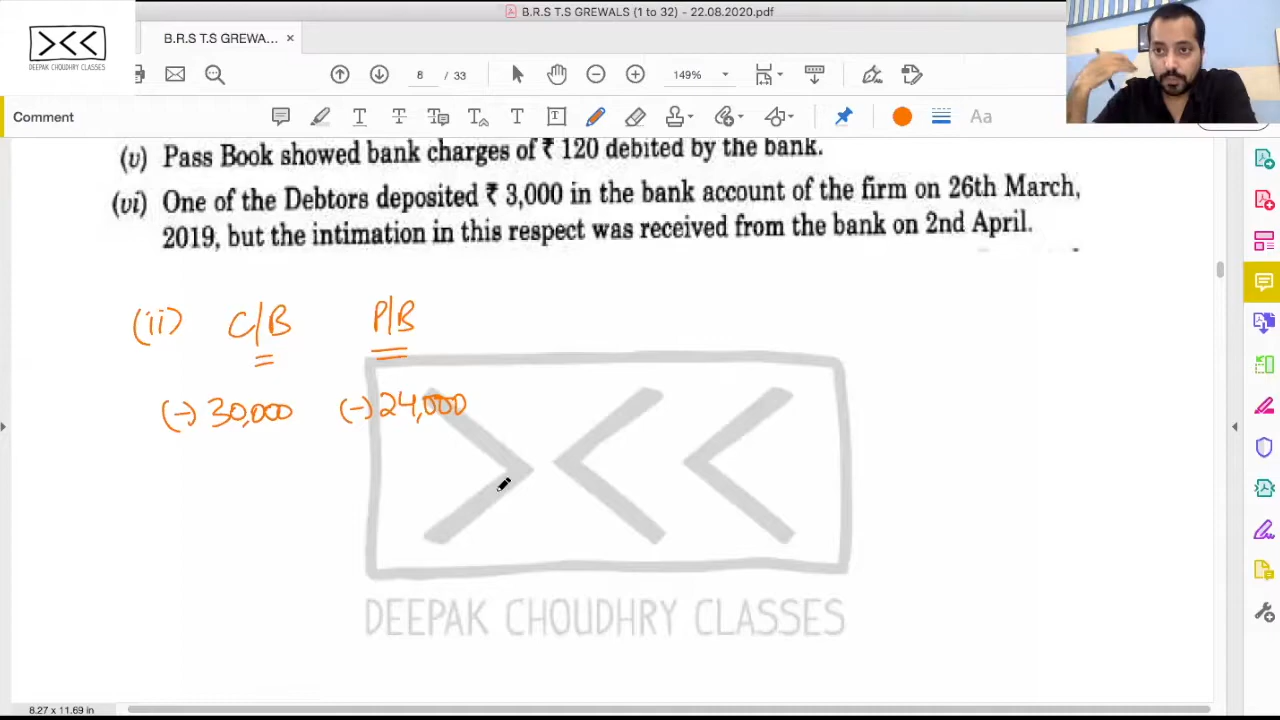 B.R.S T.S GREWALS (1 to 32) - 22.08.2020.pdf
DEEPAK CHOUDHRY CLASSES
B.R.S T.S GREWA... ×
8 / 33
149%
Comment
Aa
(v) Pass Book showed bank charges of ₹ 120 debited by the bank.
(vi) One of the Debtors deposited ₹ 3,000 in the bank account of the firm on 26th March,
2019, but the intimation in this respect was received from the bank on 2nd April.
(ii) C/B P/B
(-) 30,000 (-) 24,000
DEEPAK CHOUDHRY CLASSES
8.27 x 11.69 in